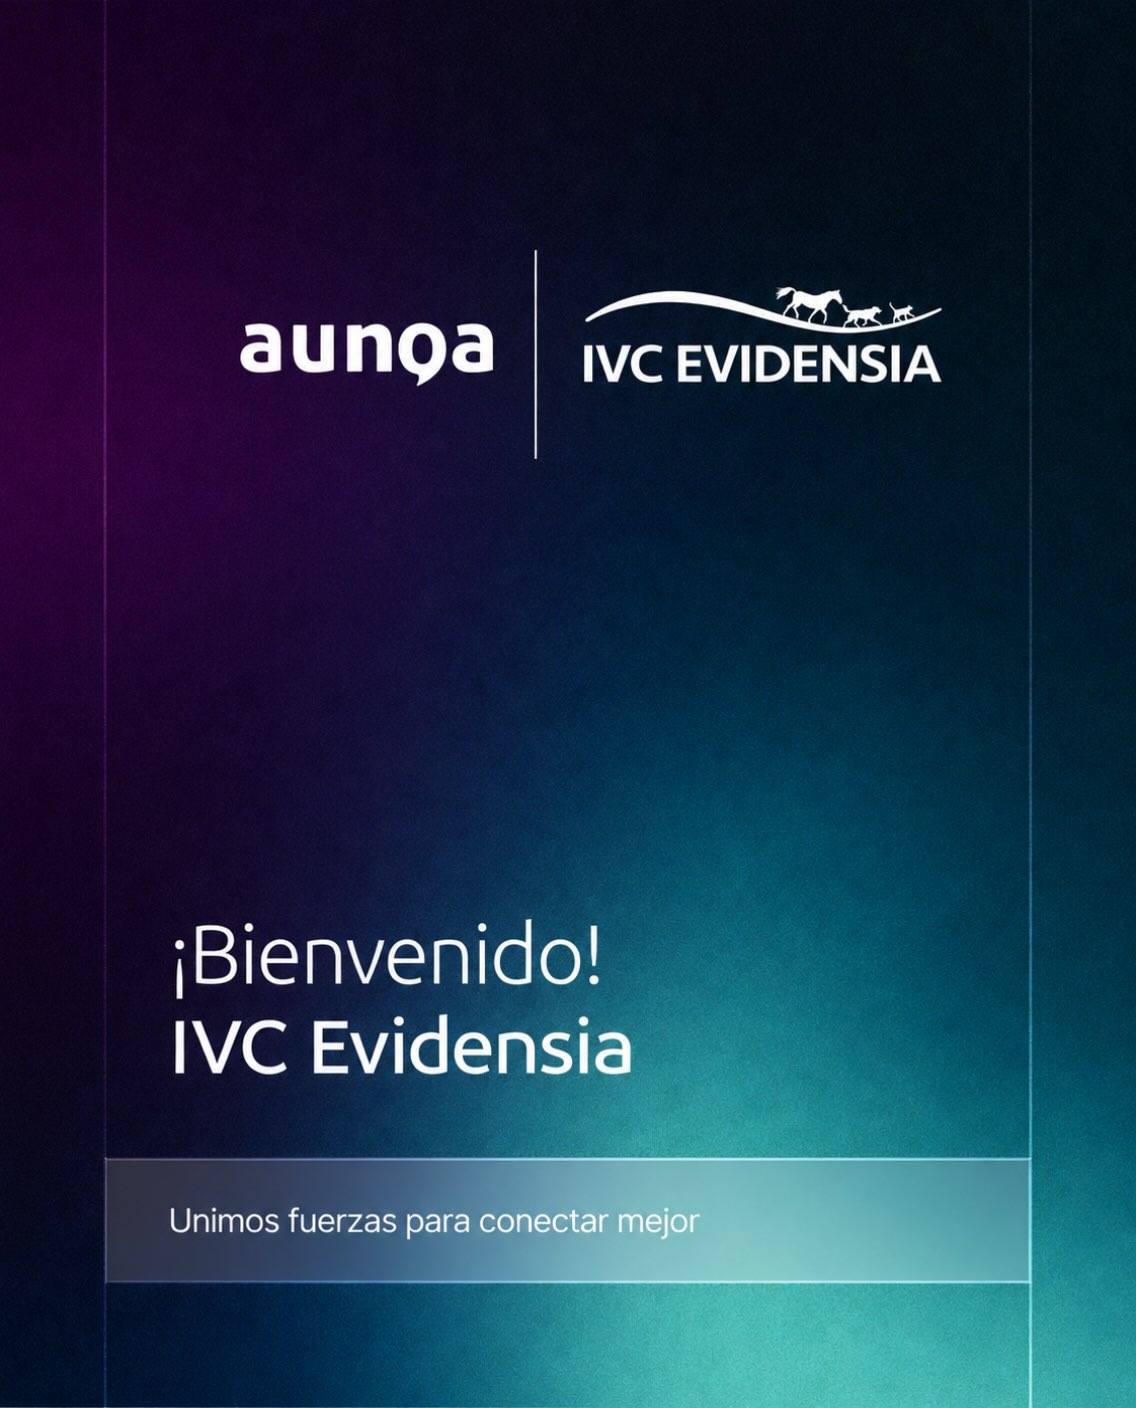 aunoa
IVC EVIDENSIA
¡Bienvenido!
IVC Evidensia
Unimos fuerzas para conectar mejor